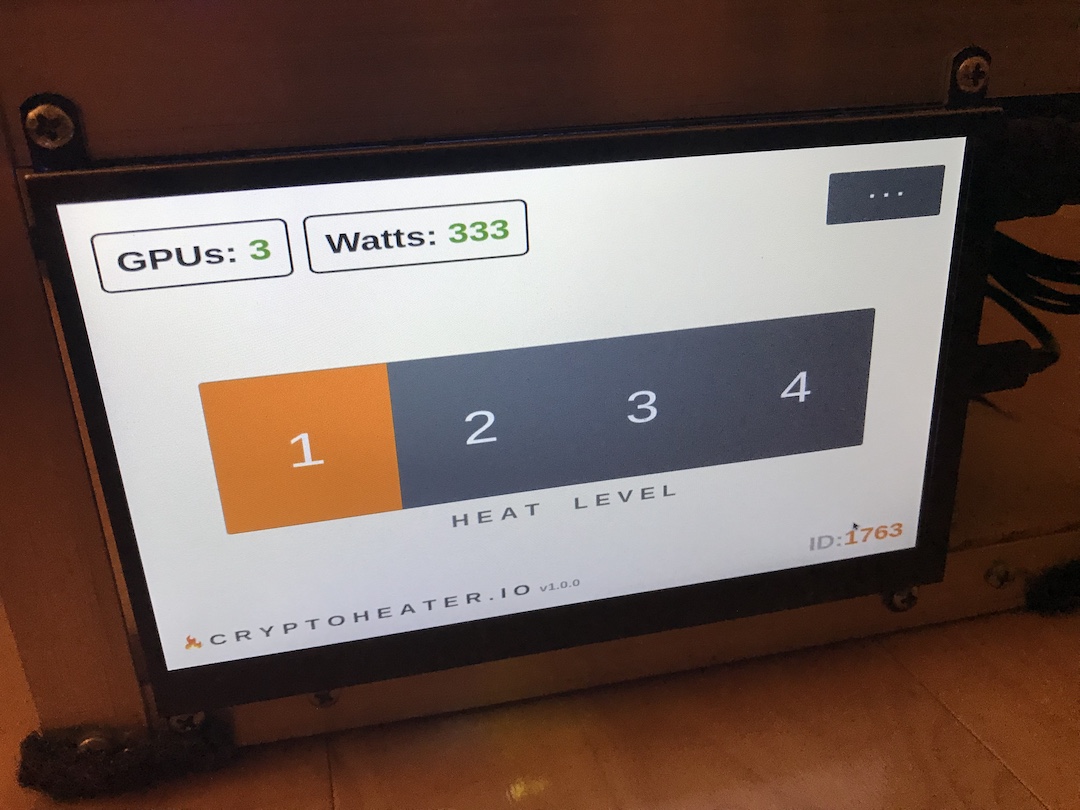 GPUs: 3 Watts: 333 ...
1 2 3 4
HEAT LEVEL
ID:1763
CRYPTOHEATER.IO v1.0.0